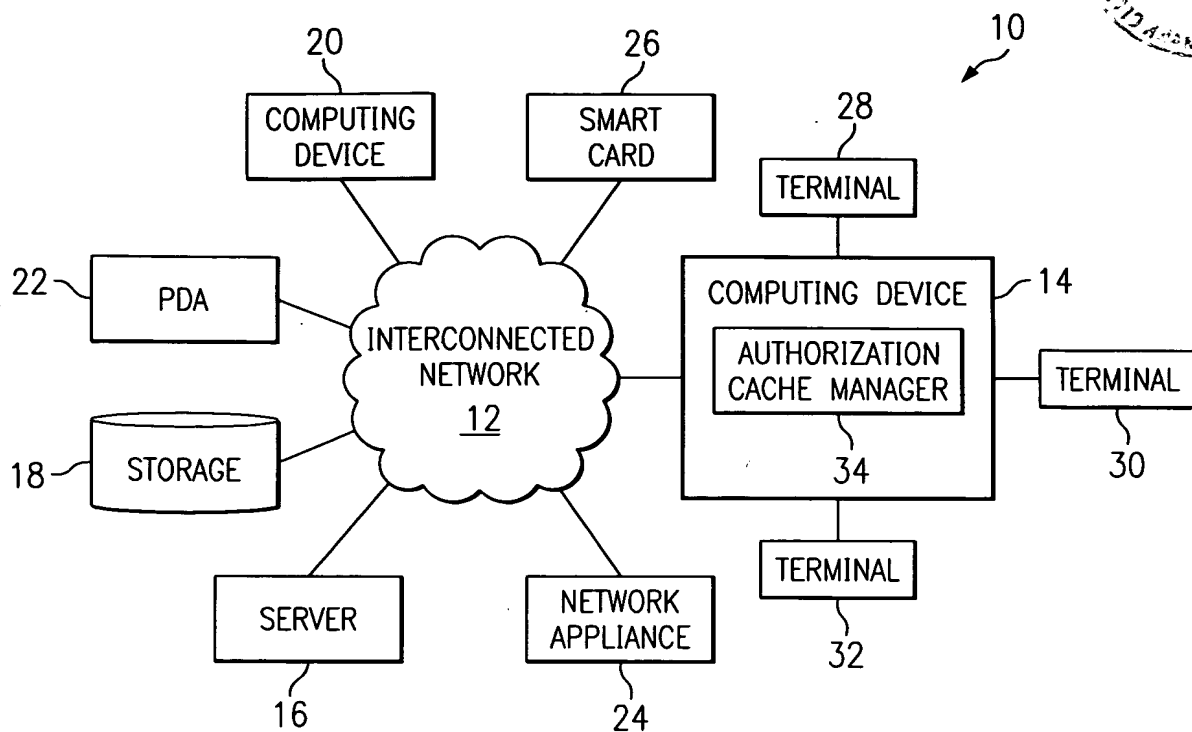 10
20
26
28
COMPUTING
DEVICE
SMART
CARD
TERMINAL
22
PDA
COMPUTING DEVICE
14
INTERCONNECTED
NETWORK
12
AUTHORIZATION
CACHE MANAGER
TERMINAL
18
STORAGE
34
30
SERVER
NETWORK
APPLIANCE
TERMINAL
32
16
24